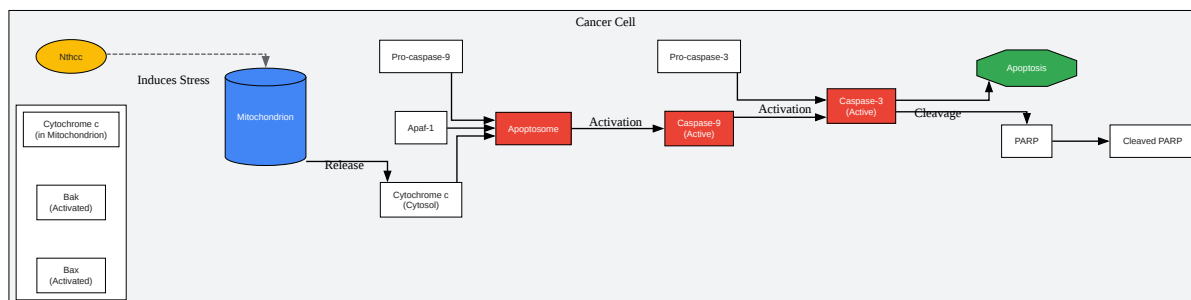 Cancer Cell
Nthcc
Induces Stress
Cytochrome c
(in Mitochondrion)
Bak
(Activated)
Bax
(Activated)
Mitochondrion
Release
Pro-caspase-9
Apaf-1
Cytochrome c
(Cytosol)
Apoptosome
Activation
Pro-caspase-3
Caspase-9
(Active)
Activation
Caspase-3
(Active)
Cleavage
Apoptosis
PARP
Cleaved PARP